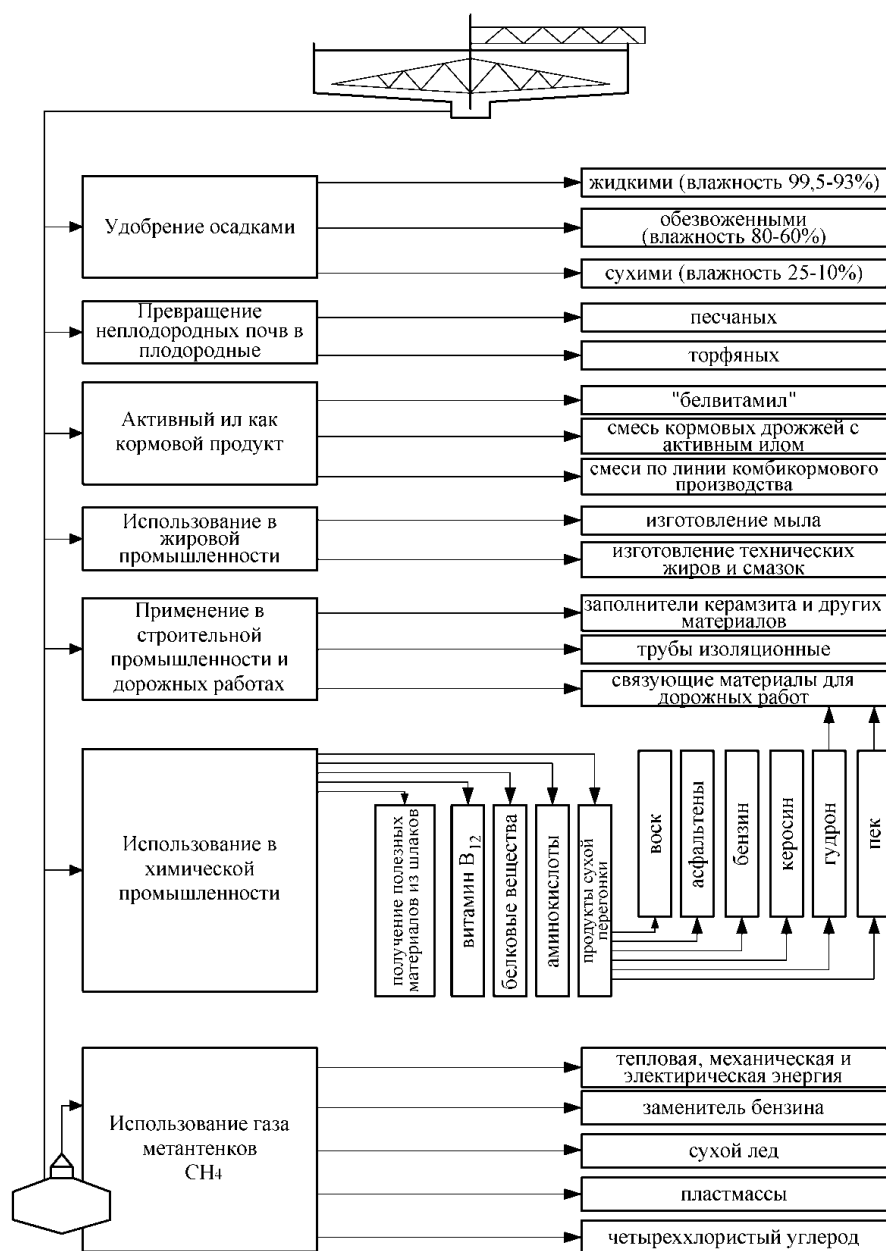 Удобрение осадками
жидкими (влажность 99,5-93%)
обезвоженными
(влажность 80-60%)
сухими (влажность 25-10%)
Превращение
неплодородных почв в
плодородные
песчаных
торфяных
Активный ил как
кормовой продукт
"белвитамил"
смесь кормовых дрожжей с
активным илом
смеси по линии комбикормового
производства
Использование в
жировой
промышленности
изготовление мыла
изготовление технических
жиров и смазок
Применение в
строительной
промышленности и
дорожных работах
заполнители керамзита и других
материалов
трубы изоляционные
связующие материалы для
дорожных работ
Использование в
химической
промышленности
получение полезных
материалов из шлаков
витамин B12
белковые вещества
аминокислоты
продукты сухой
перегонки
воск
асфальтены
бензин
керосин
гудрон
пек
Использование газа
метантенков
CH4
тепловая, механическая и
электирическая энергия
заменитель бензина
сухой лед
пластмассы
четыреххлористый углерод